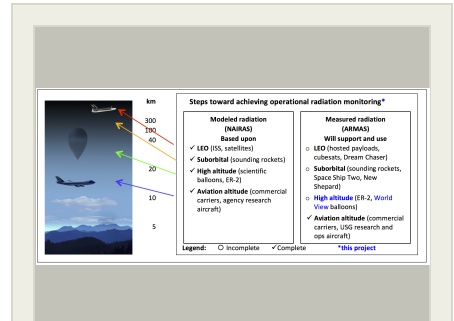 km
300
100
40
20
10
5
Steps toward achieving operational radiation monitoring*
Modeled radiation
(NAIRAS)
Based upon
✓ LEO (ISS, satellites)
✓ Suborbital (sounding rockets)
✓ High altitude (scientific
balloons, ER-2)
✓ Aviation altitude (commercial
carriers, agency research
aircraft)
Measured radiation
(ARMAS)
Will support and use
o LEO (hosted payloads,
cubesats, Dream Chaser)
o Suborbital (sounding rockets,
Space Ship Two, New
Shepard)
o High altitude (ER-2, World
View balloons)
✓ Aviation altitude (commercial
carriers, USG research and
ops aircraft)
Legend: O Incomplete ✓Complete *this project